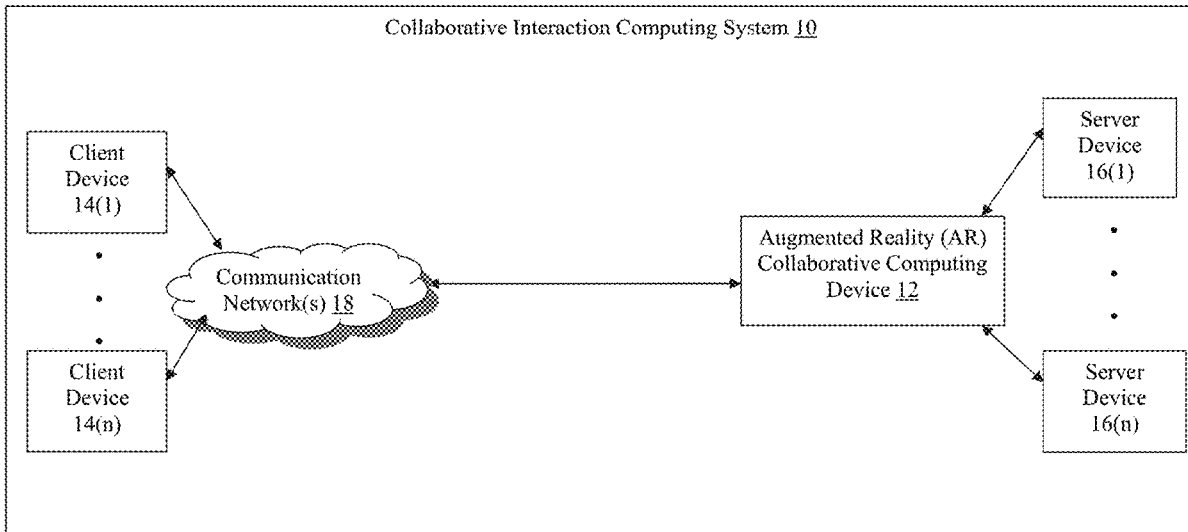 Collaborative Interaction Computing System 10
Client
Device
14(1)
Client
Device
14(n)
Communication
Network(s) 18
Augmented Reality (AR)
Collaborative Computing
Device 12
Server
Device
16(1)
Server
Device
16(n)